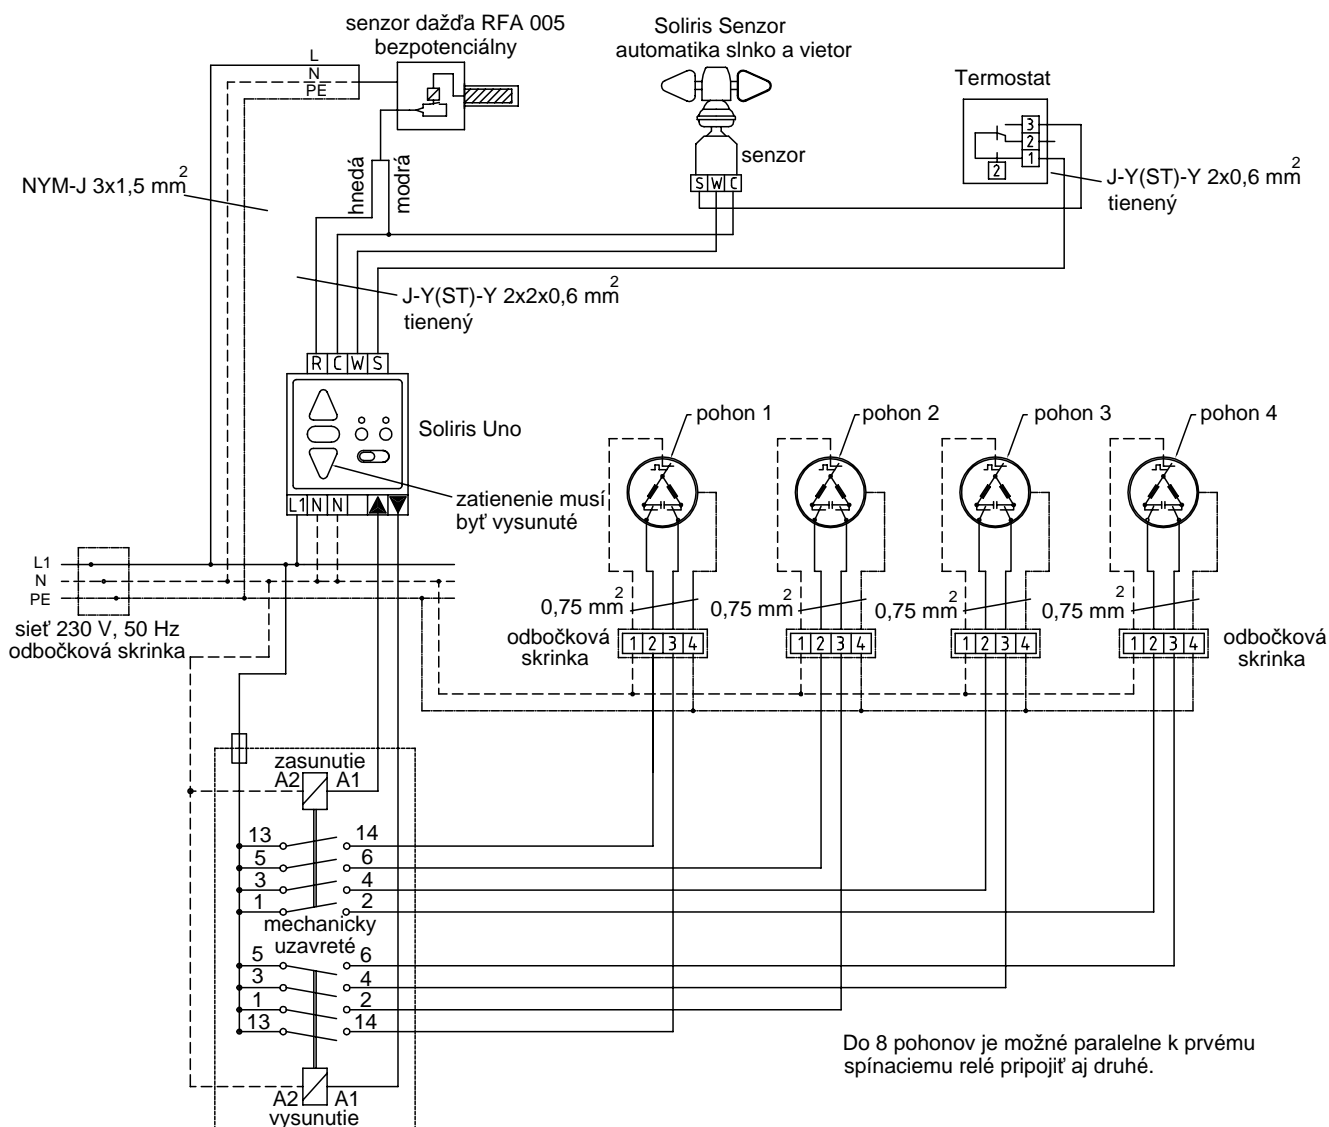 senzor dažďa RFA 005
bezpotenciálny
Soliris Senzor
automatika slnko a vietor
Termostat
L
N
PE
3
2
1
2
senzor
S W C
hnedá
modrá
NYM-J 3x1,5 mm2
J-Y(ST)-Y 2x0,6 mm2
tienený
J-Y(ST)-Y 2x2x0,6 mm2
tienený
R C W S
Soliris Uno
zatienenie musí
byť vysunuté
L1 N N
pohon 1
pohon 2
pohon 3
pohon 4
L1
N
PE
sieť 230 V, 50 Hz
odbočková skrinka
0,75 mm2
0,75 mm2
0,75 mm2
0,75 mm2
odbočková
skrinka
1 2 3 4
1 2 3 4
1 2 3 4
1 2 3 4
odbočková
skrinka
zasunutie
A2 A1
13 14
5 6
3 4
1 2
mechanicky
uzavreté
5 6
3 4
1 2
13 14
A2 A1
vysunutie
Do 8 pohonov je možné paralelne k prvému
spínaciemu relé pripojiť aj druhé.